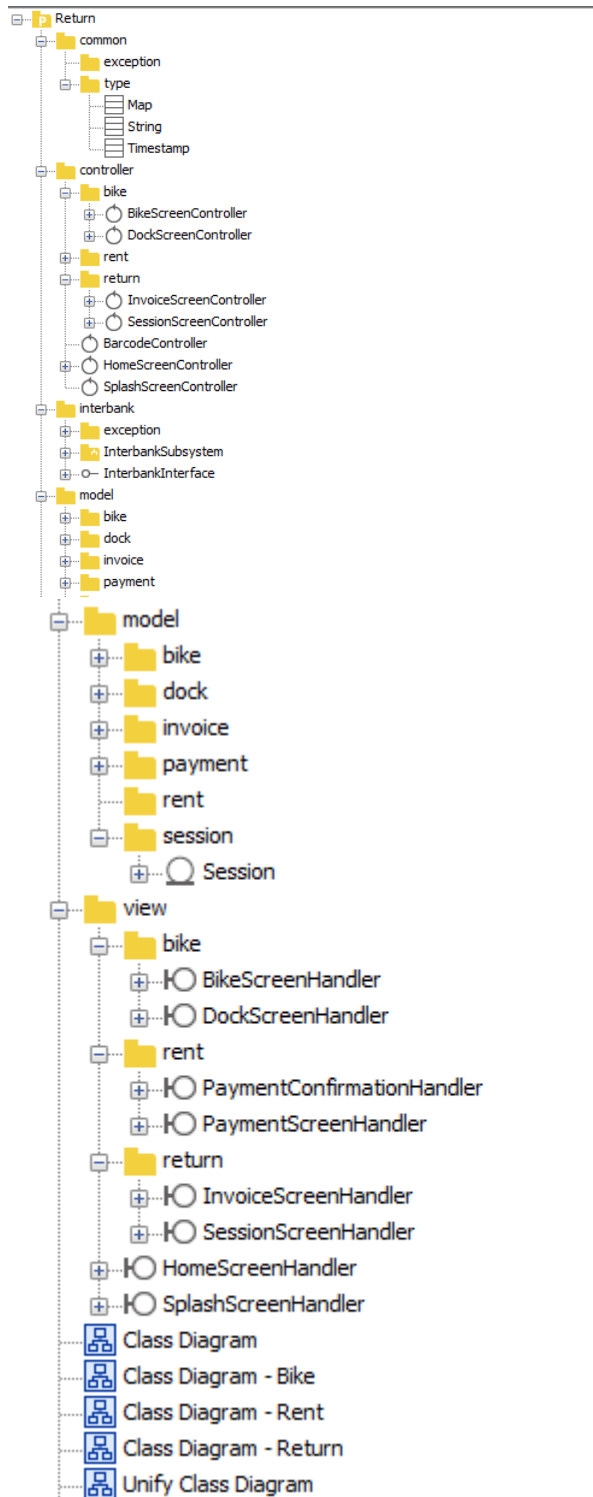 Return
common
exception
type
Map
String
Timestamp
controller
bike
BikeScreenController
DockScreenController
rent
return
InvoiceScreenController
SessionScreenController
BarcodeController
HomeScreenController
SplashScreenController
interbank
exception
InterbankSubsystem
InterbankInterface
model
bike
dock
invoice
payment
model
bike
dock
invoice
payment
rent
session
Session
view
bike
BikeScreenHandler
DockScreenHandler
rent
PaymentConfirmationHandler
PaymentScreenHandler
return
InvoiceScreenHandler
SessionScreenHandler
HomeScreenHandler
SplashScreenHandler
Class Diagram
Class Diagram - Bike
Class Diagram - Rent
Class Diagram - Return
Unify Class Diagram